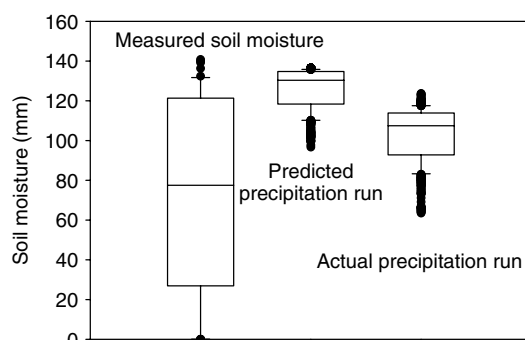 160
140
120
100
80
60
40
20
0
Soil moisture (mm)
Measured soil moisture
Predicted
precipitation run
Actual precipitation run